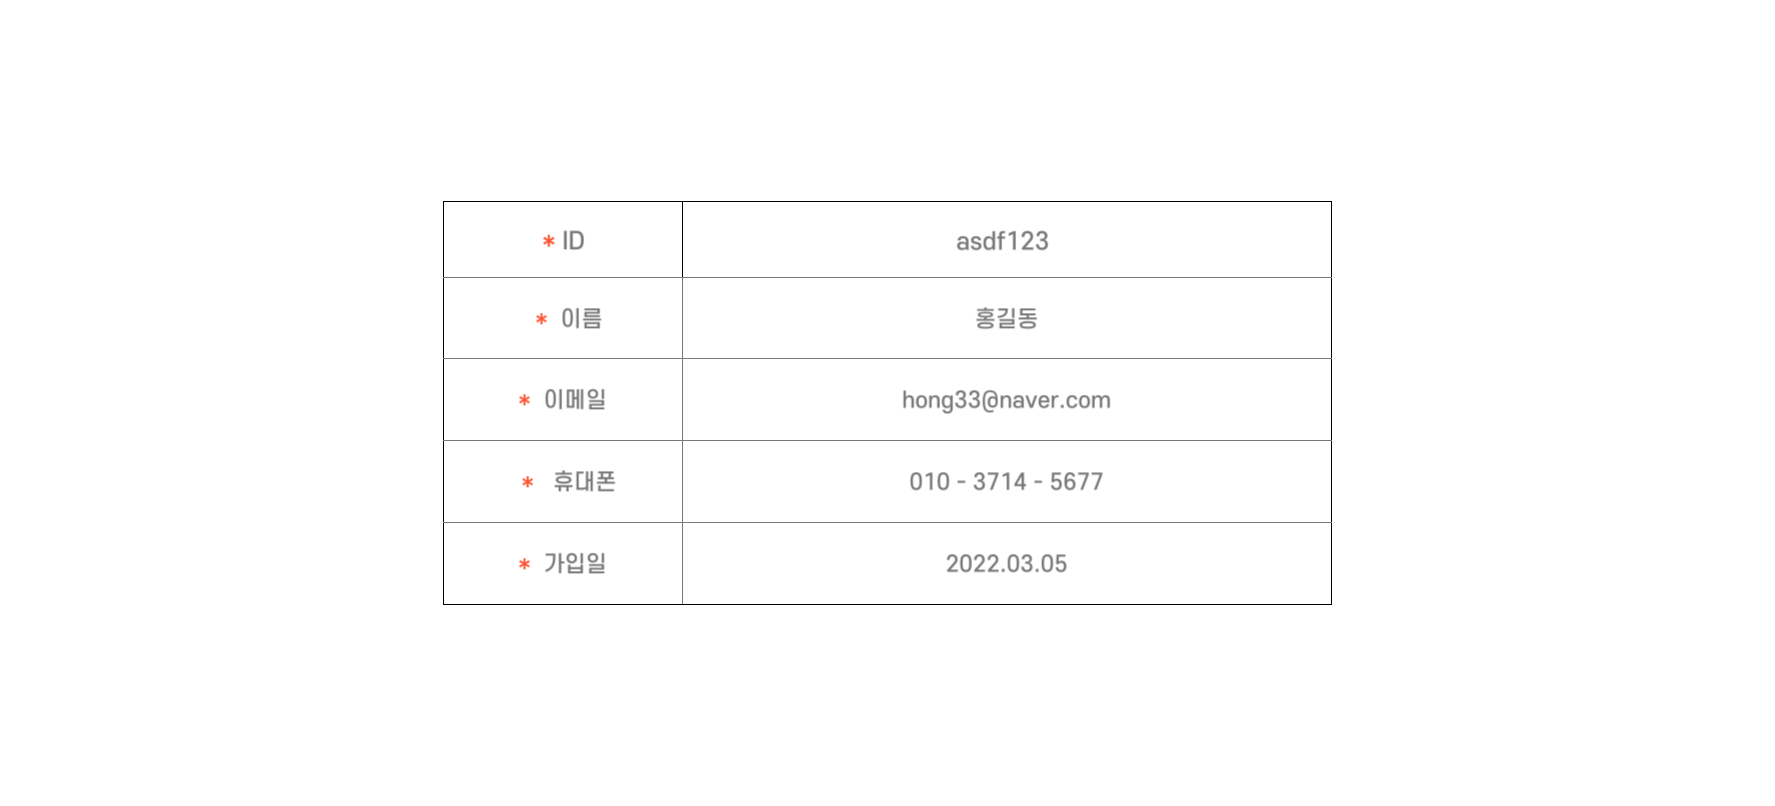 * ID asdf123
* 이름 홍길동
* 이메일 hong33@naver.com
* 휴대폰 010 - 3714 - 5677
* 가입일 2022.03.05